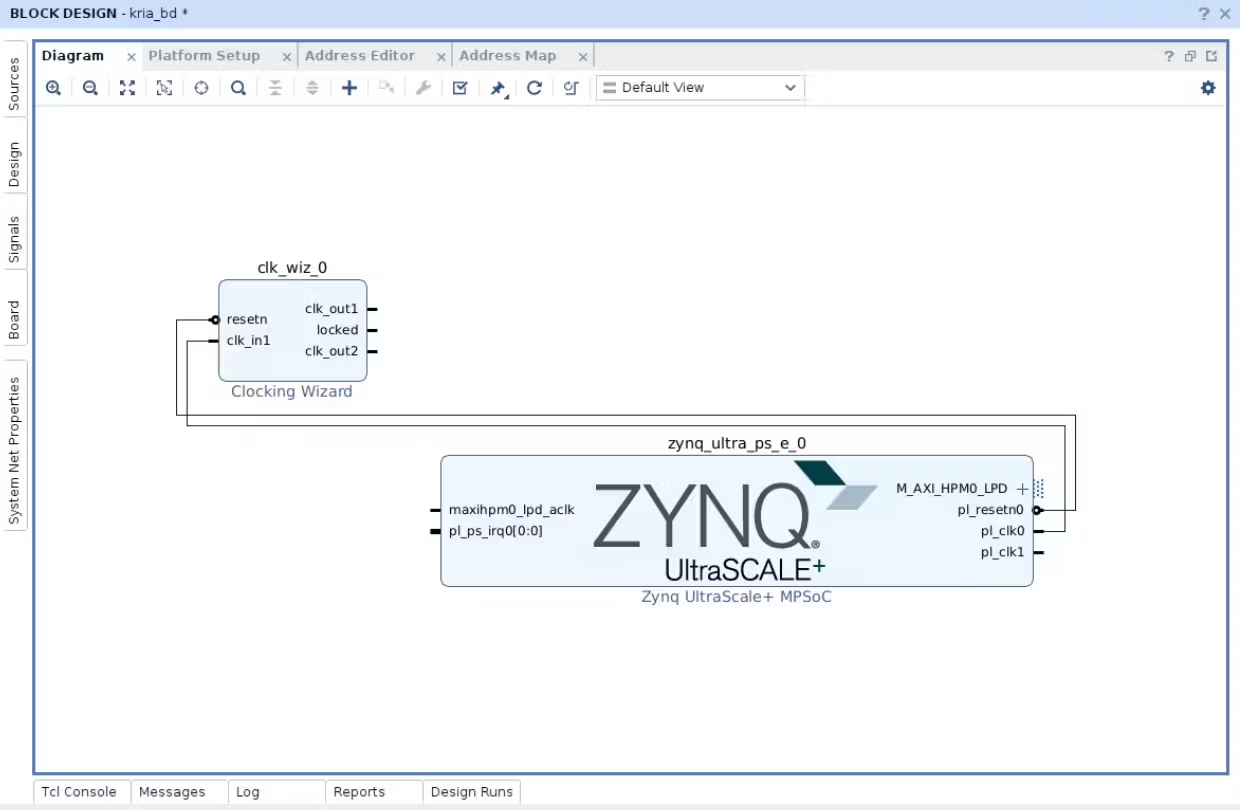 BLOCK DESIGN - kria_bd *
Sources
Design
Signals
Board
System Net Properties
Diagram
Platform Setup
Address Editor
Address Map
Default View
clk_wiz_0
resetn
clk_in1
clk_out1
locked
clk_out2
Clocking Wizard
zynq_ultra_ps_e_0
maxihpm0_lpd_aclk
pl_ps_irq0[0:0]
ZYNQ®
UltraSCALE+
M_AXI_HPM0_LPD
pl_resetn0
pl_clk0
pl_clk1
Zynq UltraScale+ MPSoC
Tcl Console
Messages
Log
Reports
Design Runs